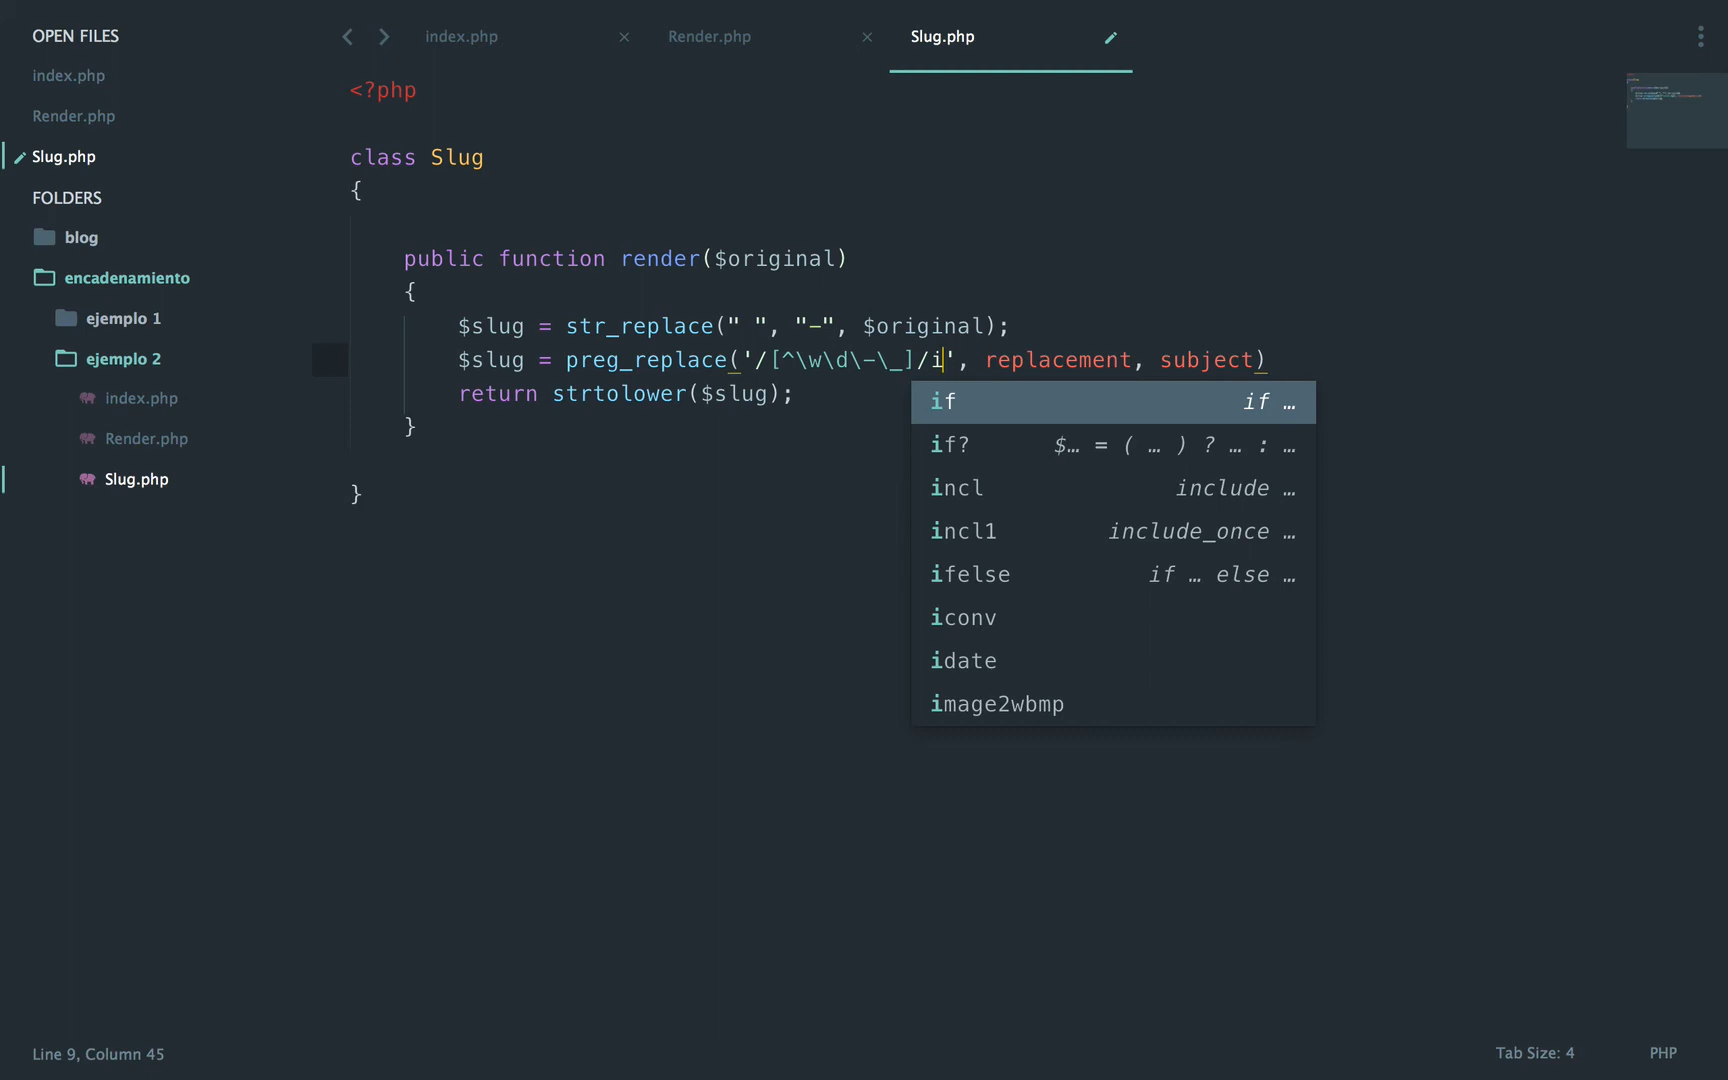 OPEN FILES
index.php
Render.php
Slug.php
FOLDERS
blog
encadenamiento
ejemplo 1
ejemplo 2
index.php
Render.php
Slug.php
index.php
Render.php
Slug.php
<?php
class Slug
{
public function render($original)
{
$slug = str_replace(" ", "-", $original);
$slug = preg_replace('/[^\w\d\-\_]/i', replacement, subject)
return strtolower($slug);
}
}
if if …
if? $… = ( … ) ? … : …
incl include …
incl1 include_once …
ifelse if … else …
iconv
idate
image2wbmp
Line 9, Column 45
Tab Size: 4
PHP